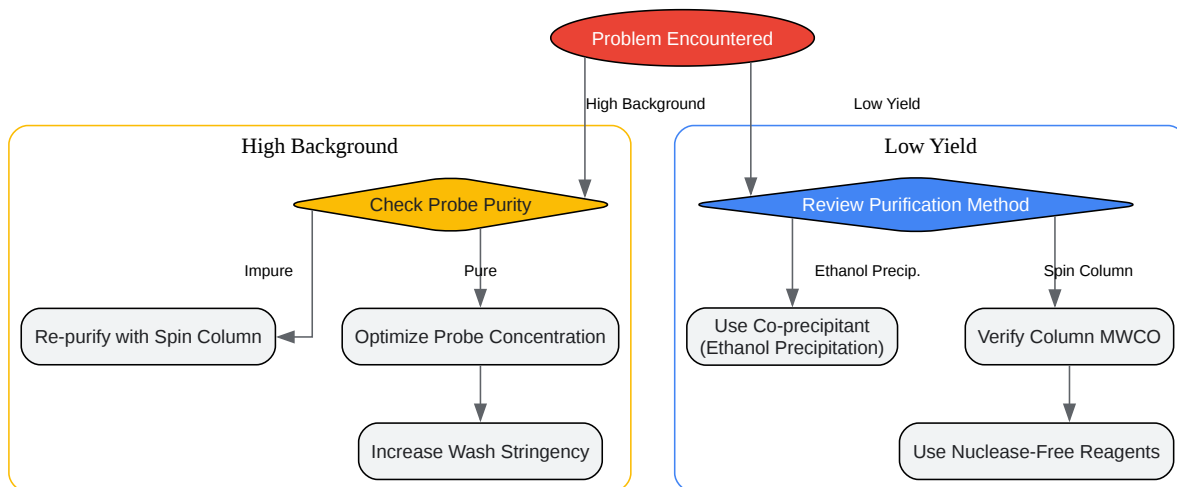 Problem Encountered
High Background
Low Yield
High Background
Low Yield
Check Probe Purity
Review Purification Method
Impure
Pure
Ethanol Precip.
Spin Column
Re-purify with Spin Column
Optimize Probe Concentration
Use Co-precipitant
(Ethanol Precipitation)
Verify Column MWCO
Increase Wash Stringency
Use Nuclease-Free Reagents